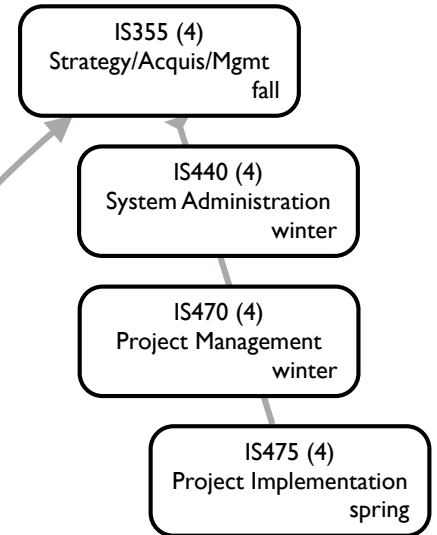 IS355 (4)
Strategy/Acquis/Mgmt
fall
IS440 (4)
System Administration
winter
IS470 (4)
Project Management
winter
IS475 (4)
Project Implementation
spring